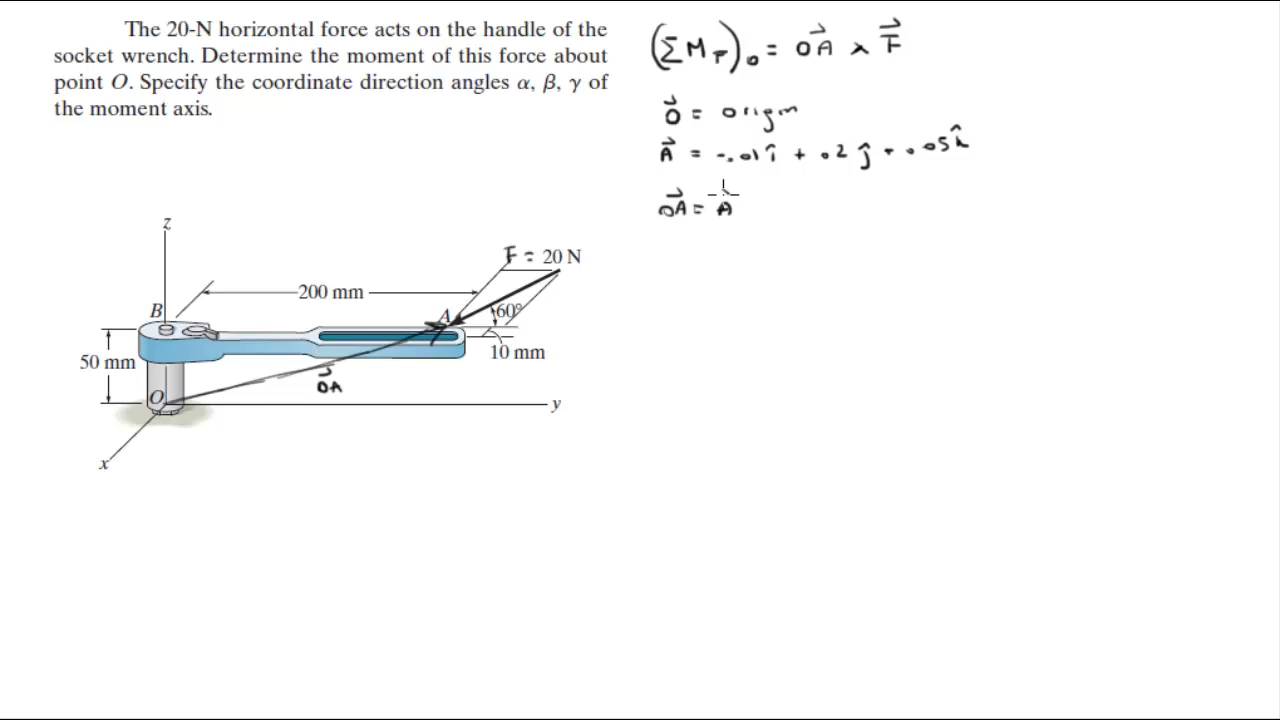 The 20-N horizontal force acts on the handle of the
socket wrench. Determine the moment of this force about
point O. Specify the coordinate direction angles α, β, γ of
the moment axis.
(ΣM_F)_O = OA⃗ × F⃗
O⃗ = origin
A⃗ = -.01î + .2ĵ + .05k̂
OA⃗ = A⃗
z
F = 20 N
200 mm
B
A
60°
50 mm
10 mm
OA⃗
O
y
x